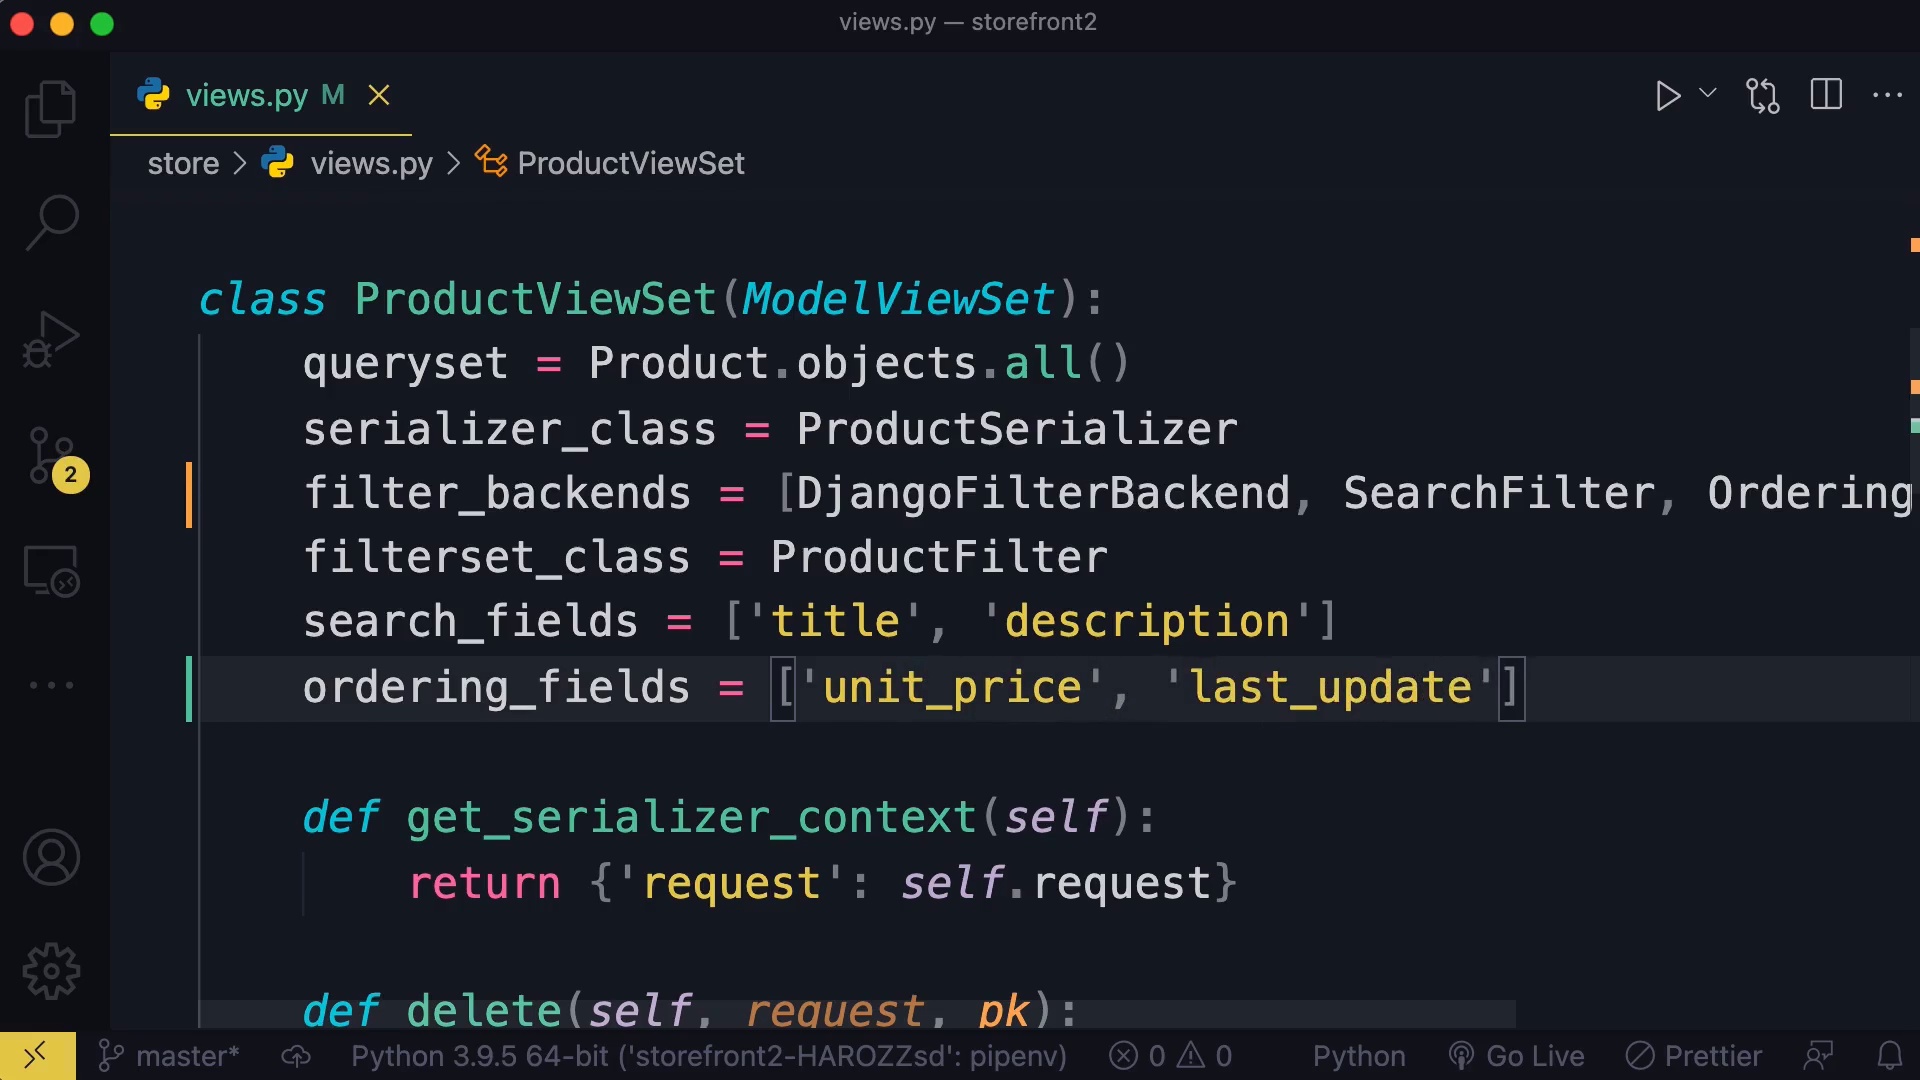 views.py — storefront2
views.py M
store > views.py > ProductViewSet
class ProductViewSet(ModelViewSet):
queryset = Product.objects.all()
serializer_class = ProductSerializer
filter_backends = [DjangoFilterBackend, SearchFilter, Ordering
filterset_class = ProductFilter
search_fields = ['title', 'description']
ordering_fields = ['unit_price', 'last_update']
def get_serializer_context(self):
return {'request': self.request}
def delete(self, request, pk):
2
master* Python 3.9.5 64-bit ('storefront2-HAROZZsd': pipenv) 0 0 Python Go Live Prettier